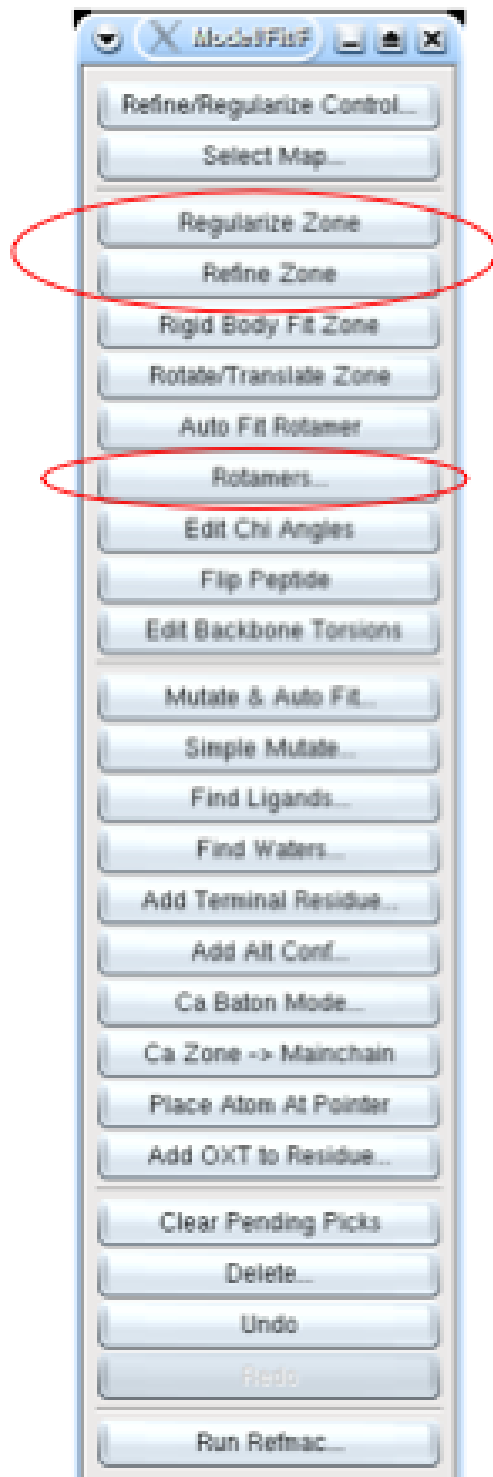 Refine/Regularize Control...
Select Map...
Regularize Zone
Refine Zone
Rigid Body Fit Zone
Rotate/Translate Zone
Auto Fit Rotamer
Rotamers...
Edit Chi Angles
Flip Peptide
Edit Backbone Torsions
Mutate & Auto Fit...
Simple Mutate...
Find Ligands...
Find Waters...
Add Terminal Residue...
Add Alt Conf...
Ca Baton Mode...
Ca Zone -> Mainchain
Place Atom At Pointer
Add OXT to Residue...
Clear Pending Picks
Delete...
Undo
Redo
Run Refmac...